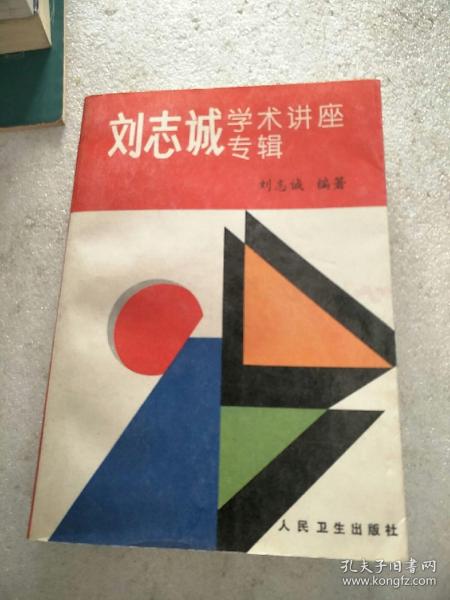 刘志诚学术讲座
专辑
刘志诚 编著
人民卫生出版社
孔夫子旧书网
www.kongfz.com